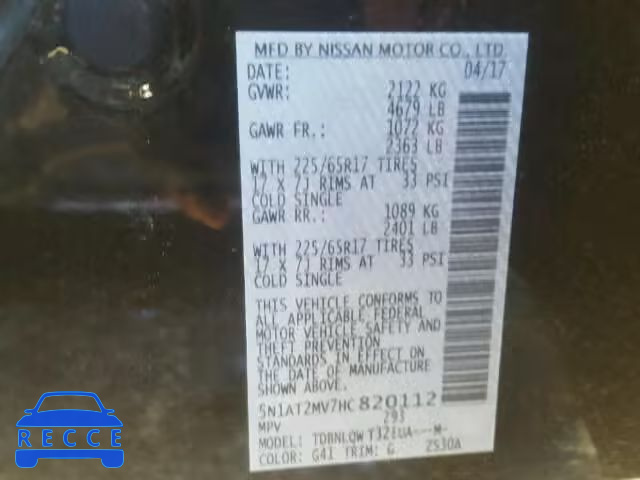 MFD BY NISSAN MOTOR CO., LTD.
DATE: 04/17
GVWR: 2122 KG
4679 LB
GAWR FR.: 1072 KG
2363 LB
WITH 225/65R17 TIRES
17 X 7J RIMS AT 33 PSI
COLD SINGLE
GAWR RR.: 1089 KG
2401 LB
WITH 225/65R17 TIRES
17 X 7J RIMS AT 33 PSI
COLD SINGLE
THIS VEHICLE CONFORMS TO
ALL APPLICABLE FEDERAL
MOTOR VEHICLE SAFETY AND
THEFT PREVENTION
STANDARDS IN EFFECT ON
THE DATE OF MANUFACTURE
SHOWN ABOVE.
5N1AT2MV7HC820112
MPV 293
MODEL:
COLOR: G41 TRIM: G 2S30A
RECCE